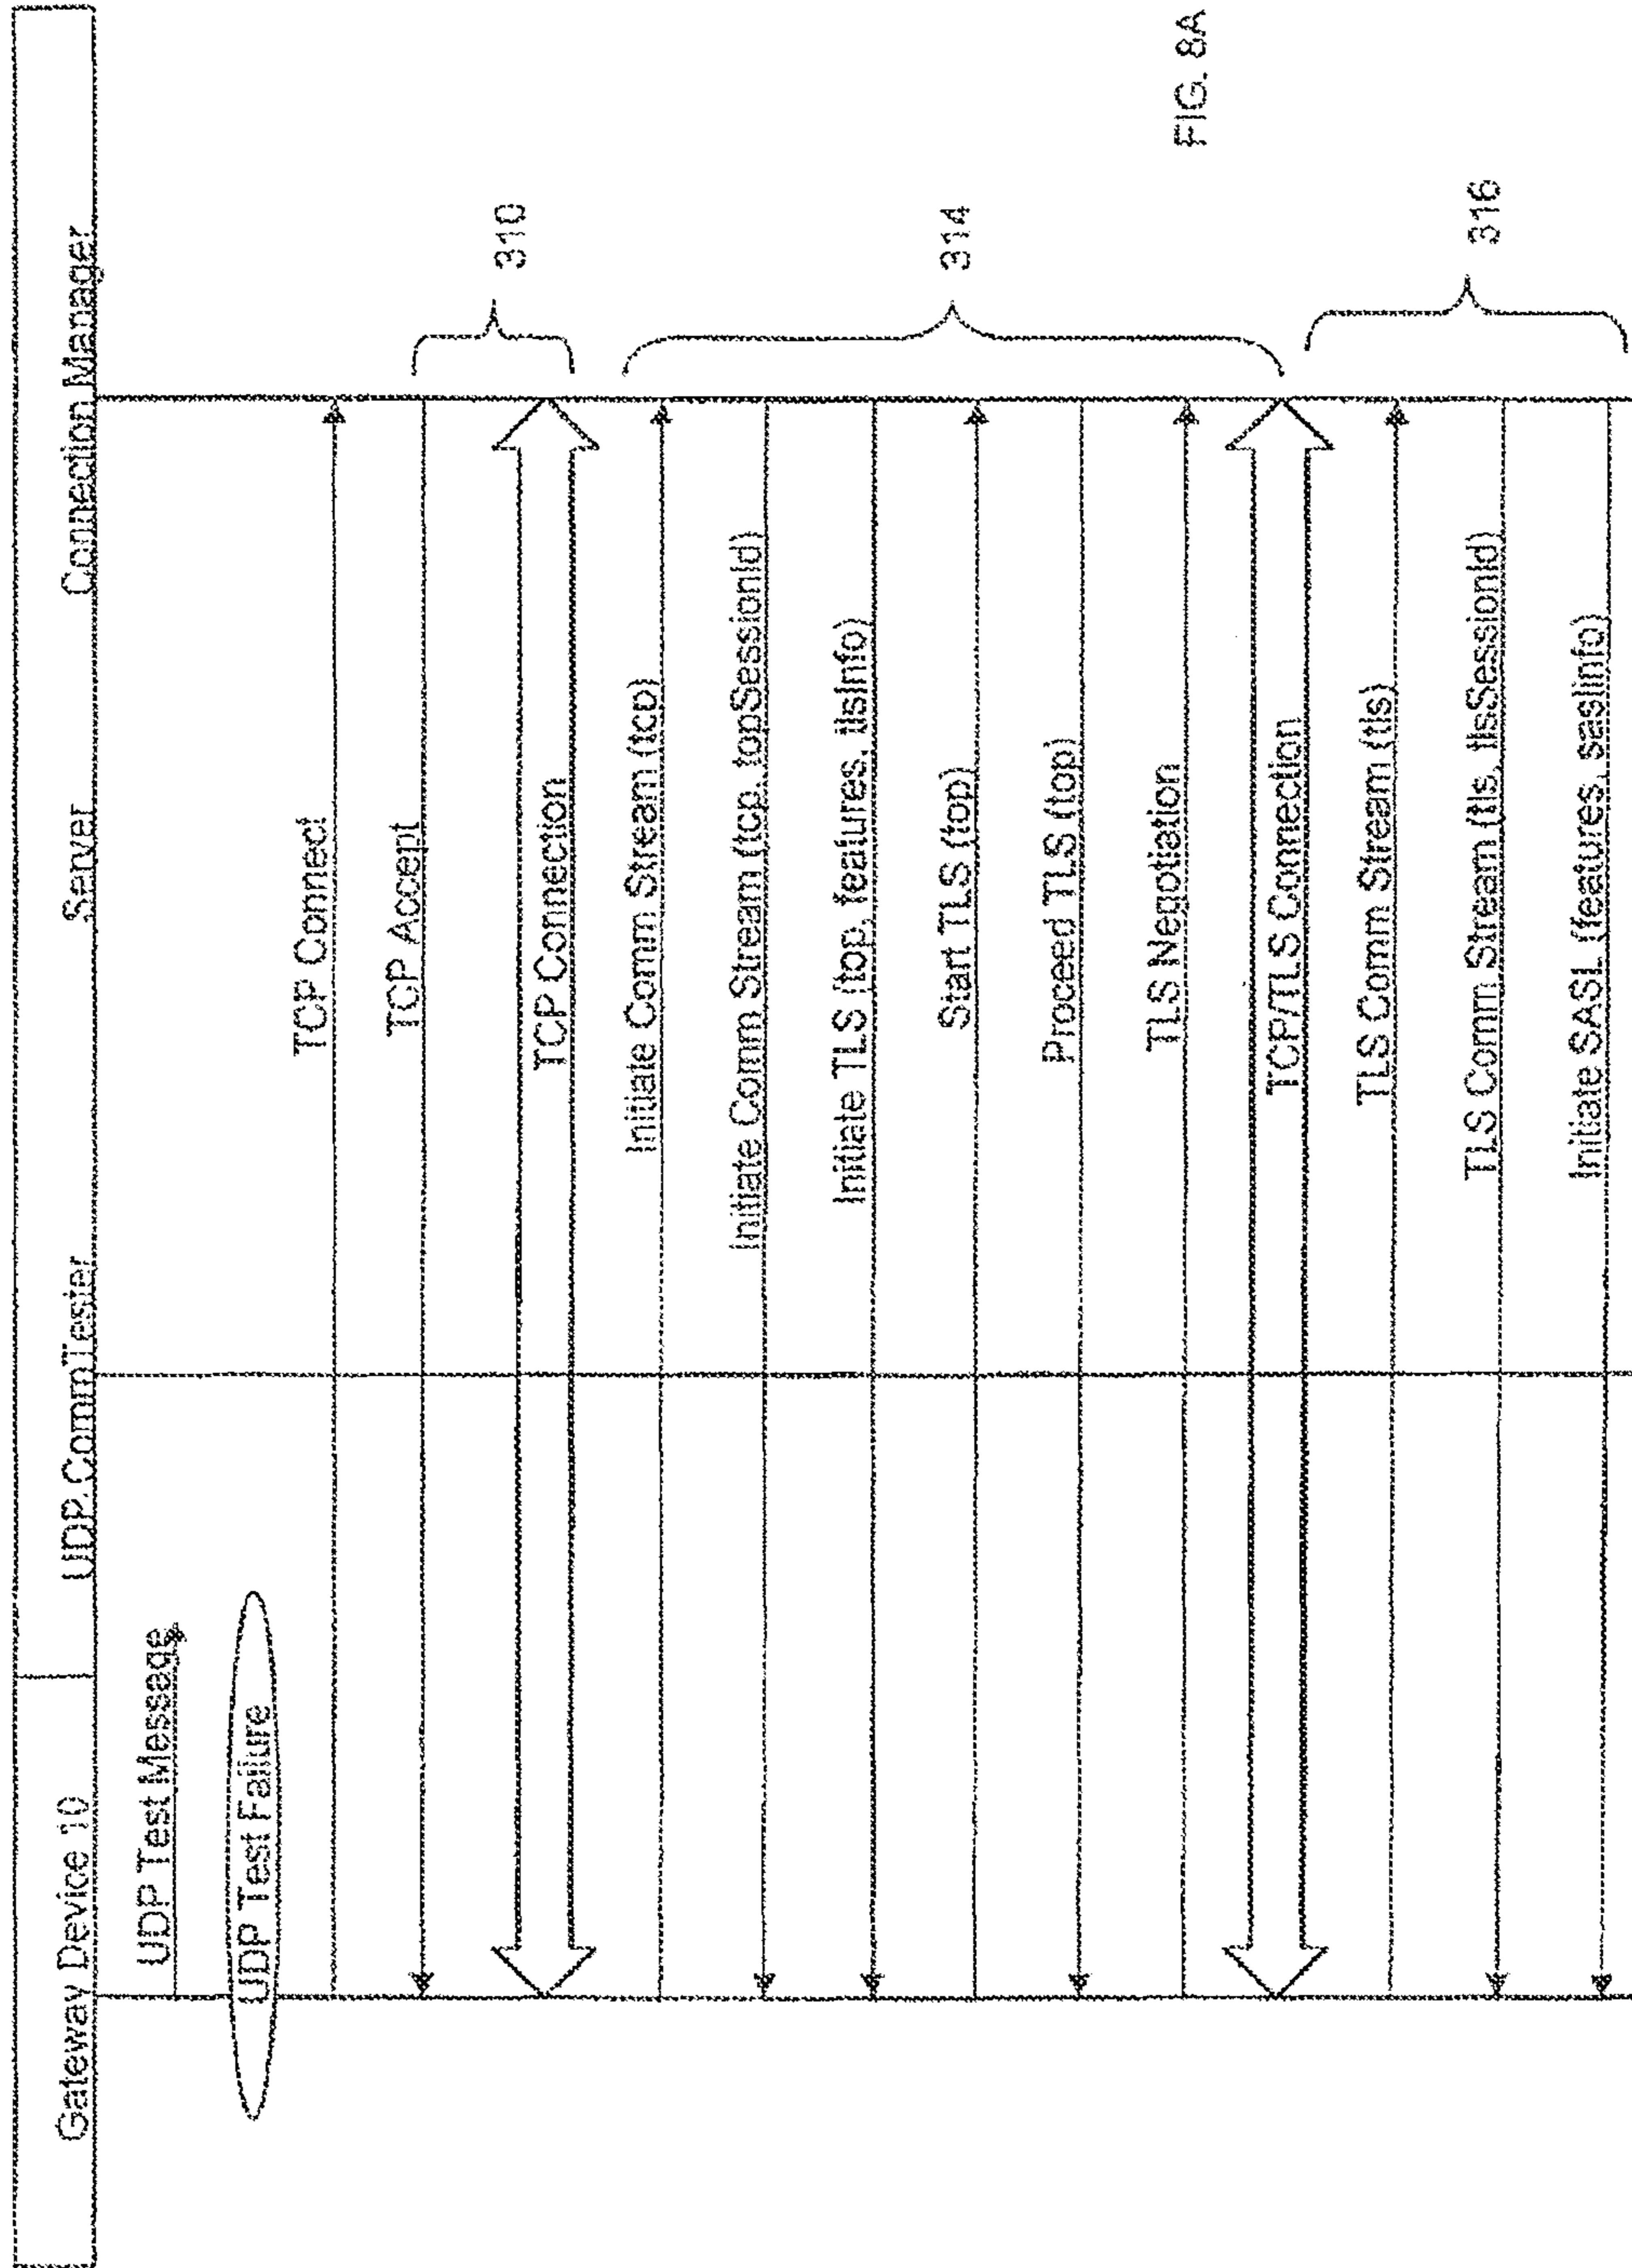 Gateway Device 10
UDP CommTester
Server
Connection Manager
UDP Test Message
UDP Test Failure
TCP Connect
TCP Accept
TCP Connection
310
Initiate Comm Stream (tcp)
Initiate Comm Stream (tcp, tcpSessionId)
Initiate TLS (tcp, features, tlsInfo)
Start TLS (tcp)
314
Proceed TLS (tcp)
TLS Negotiation
FIG. 8A
TCP/TLS Connection
TLS Comm Stream (tls)
TLS Comm Stream (tls, tlsSessionId)
316
Initiate SASL (features, saslInfo)